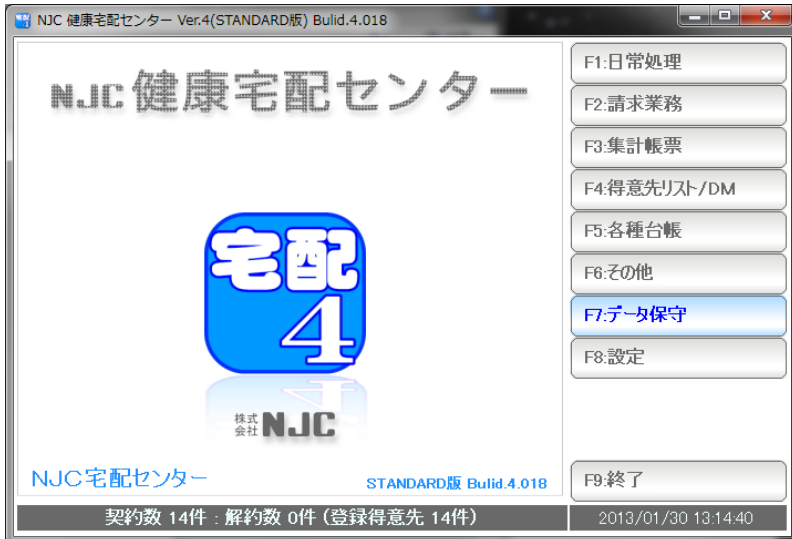 NJC 健康宅配センター Ver.4(STANDARD版) Bulid.4.018
NJC 健康宅配センター
宅配
4
株式会社 NJC
NJC宅配センター
STANDARD版 Bulid.4.018
F1:日常処理
F2:請求業務
F3:集計帳票
F4:得意先リスト/DM
F5:各種台帳
F6:その他
F7:データ保守
F8:設定
F9:終了
契約数 14件 : 解約数 0件 (登録得意先 14件)
2013/01/30 13:14:40